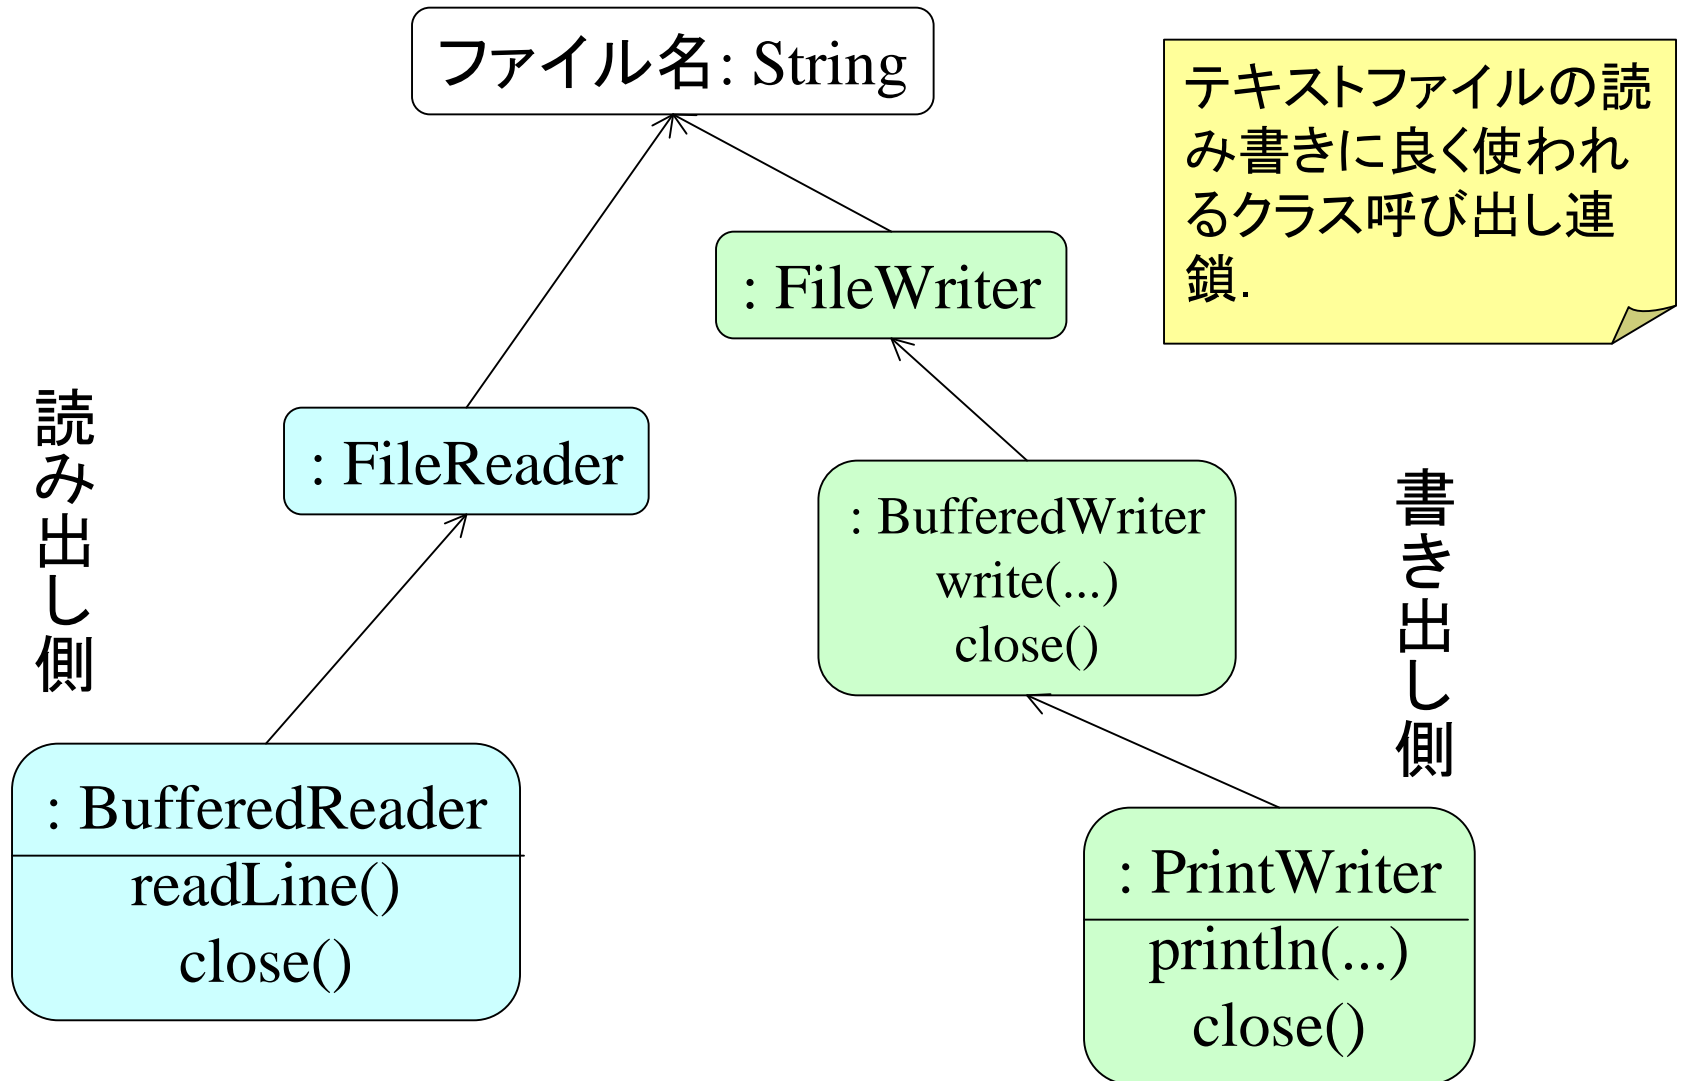 ファイル名: String
テキストファイルの読
み書きに良く使われ
るクラス呼び出し連
鎖.
: FileWriter
: FileReader
読み出し側
: BufferedWriter
write(...)
close()
書き出し側
: BufferedReader
readLine()
close()
: PrintWriter
println(...)
close()